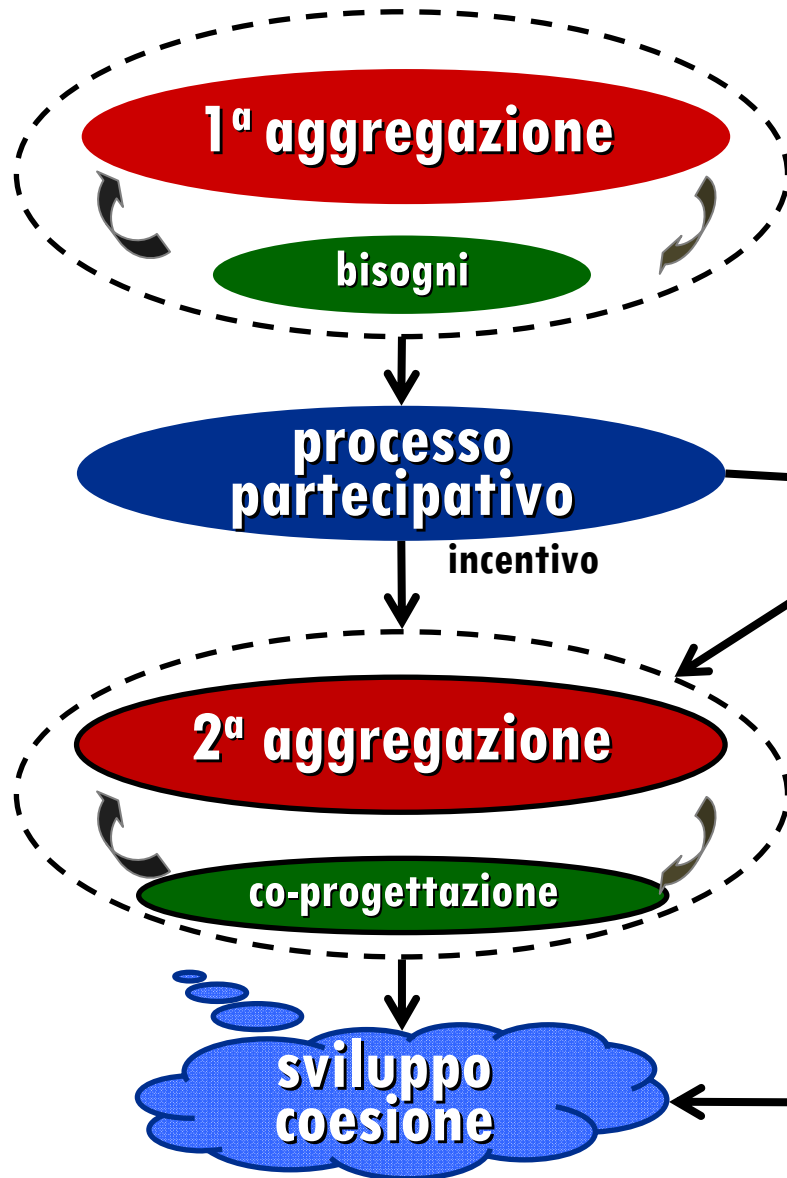 1ª aggregazione
bisogni
processo
partecipativo
incentivo
2ª aggregazione
co-progettazione
sviluppo
coesione